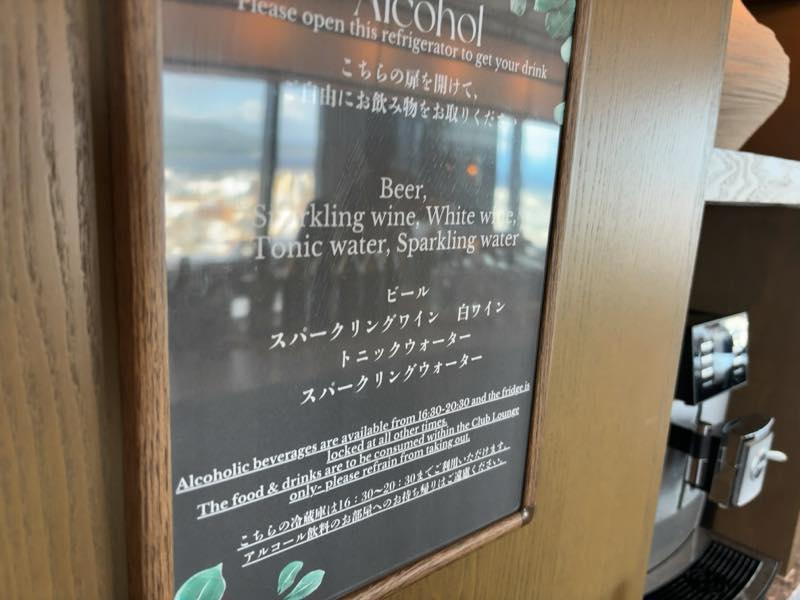 Alcohol
Please open this refrigerator to get your drink
こちらの扉を開けて,
ご自由にお飲み物をお取りください
Beer,
Sparkling wine, White wine,
Tonic water, Sparkling water
ビール
スパークリングワイン 白ワイン
トニックウォーター
スパークリングウォーター
Alcoholic beverages are available from 16:30-20:30 and the fridge is
locked at all other times.
The food & drinks are to be consumed within the Club Lounge
only- please refrain from taking out.
こちらの冷蔵庫は16：30〜20：30までご利用いただけます。
アルコール飲料のお部屋へのお持ち帰りはご遠慮ください。